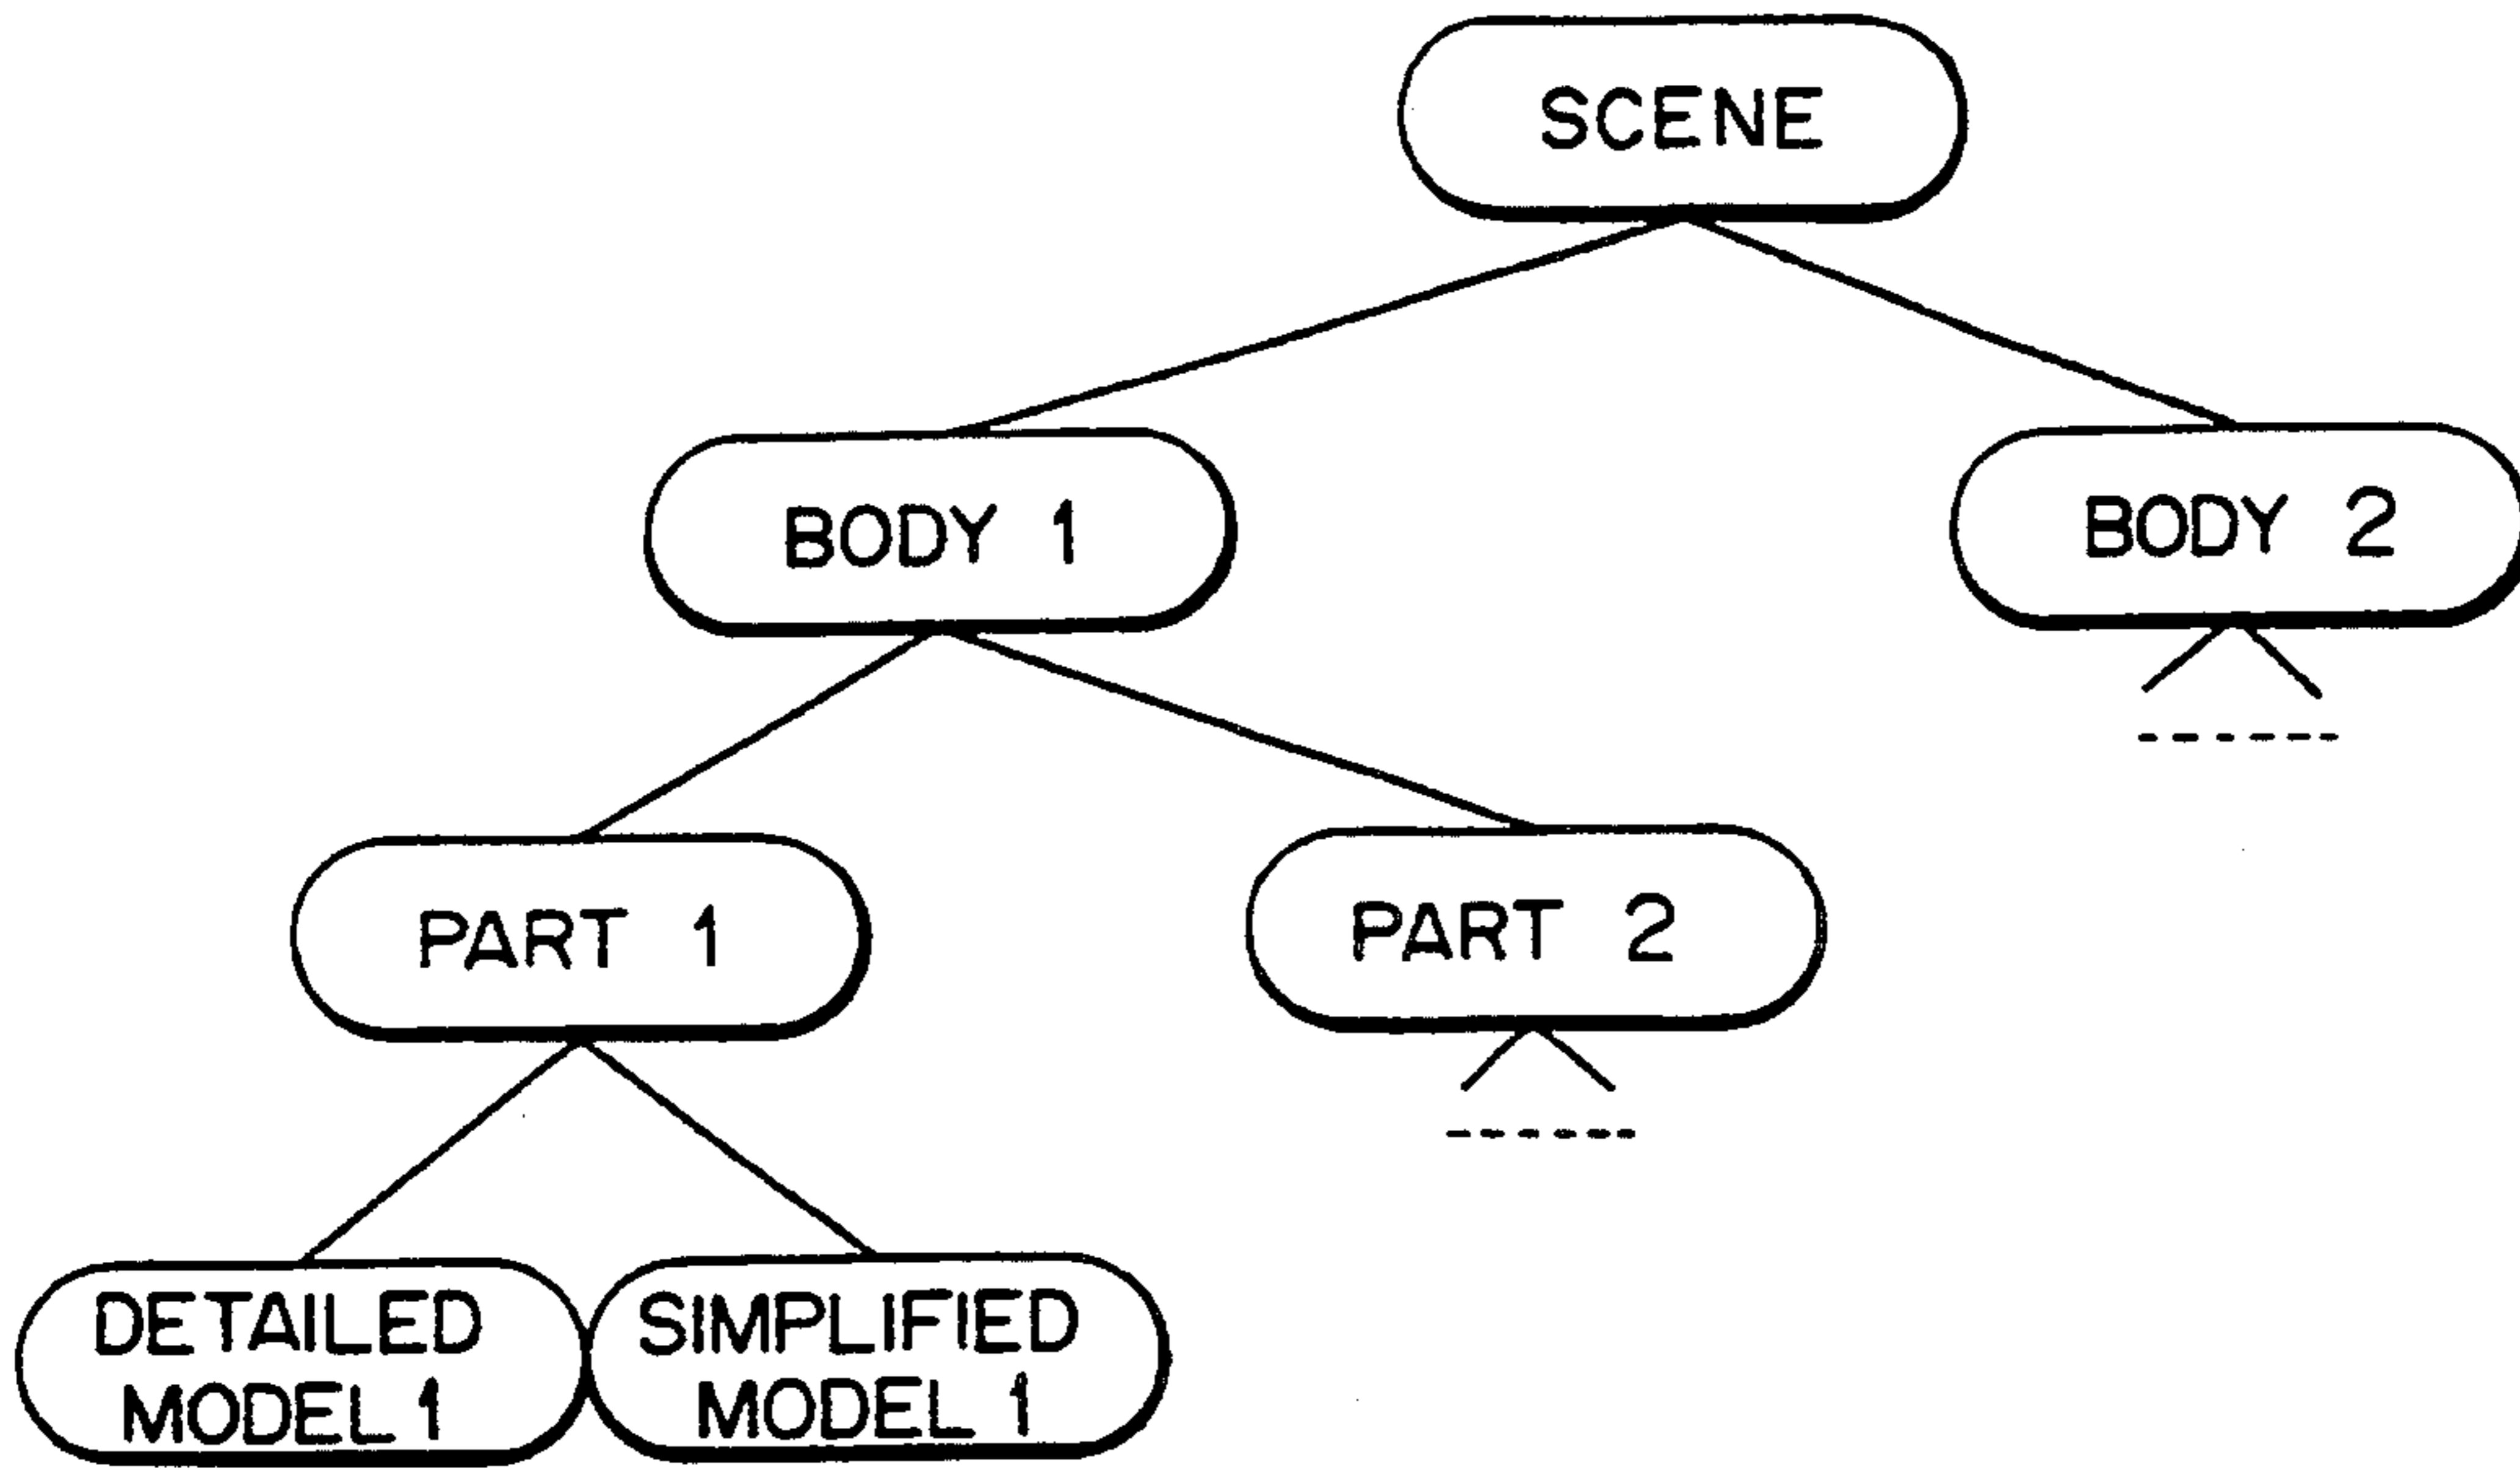 SCENE
BODY 1
BODY 2
PART 1
PART 2
DETAILED
MODEL 1
SIMPLIFIED
MODEL 1